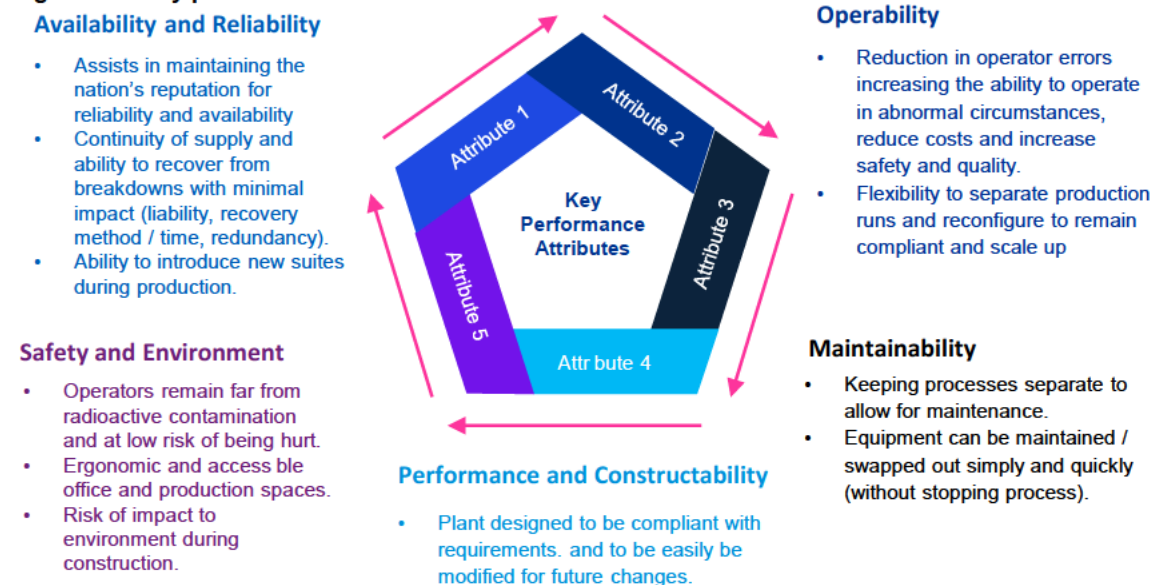 Availability and Reliability
• Assists in maintaining the
nation's reputation for
reliability and availability
• Continuity of supply and
ability to recover from
breakdowns with minimal
impact (liability, recovery
method / time, redundancy).
• Ability to introduce new suites
during production.
Operability
• Reduction in operator errors
increasing the ability to operate
in abnormal circumstances,
reduce costs and increase
safety and quality.
• Flexibility to separate production
runs and reconfigure to remain
compliant and scale up
Attribute 1
Attribute 2
Attribute 3
Attr bute 4
Attribute 5
Key
Performance
Attributes
Safety and Environment
• Operators remain far from
radioactive contamination
and at low risk of being hurt.
• Ergonomic and access ble
office and production spaces.
• Risk of impact to
environment during
construction.
Maintainability
• Keeping processes separate to
allow for maintenance.
• Equipment can be maintained /
swapped out simply and quickly
(without stopping process).
Performance and Constructability
• Plant designed to be compliant with
requirements. and to be easily be
modified for future changes.